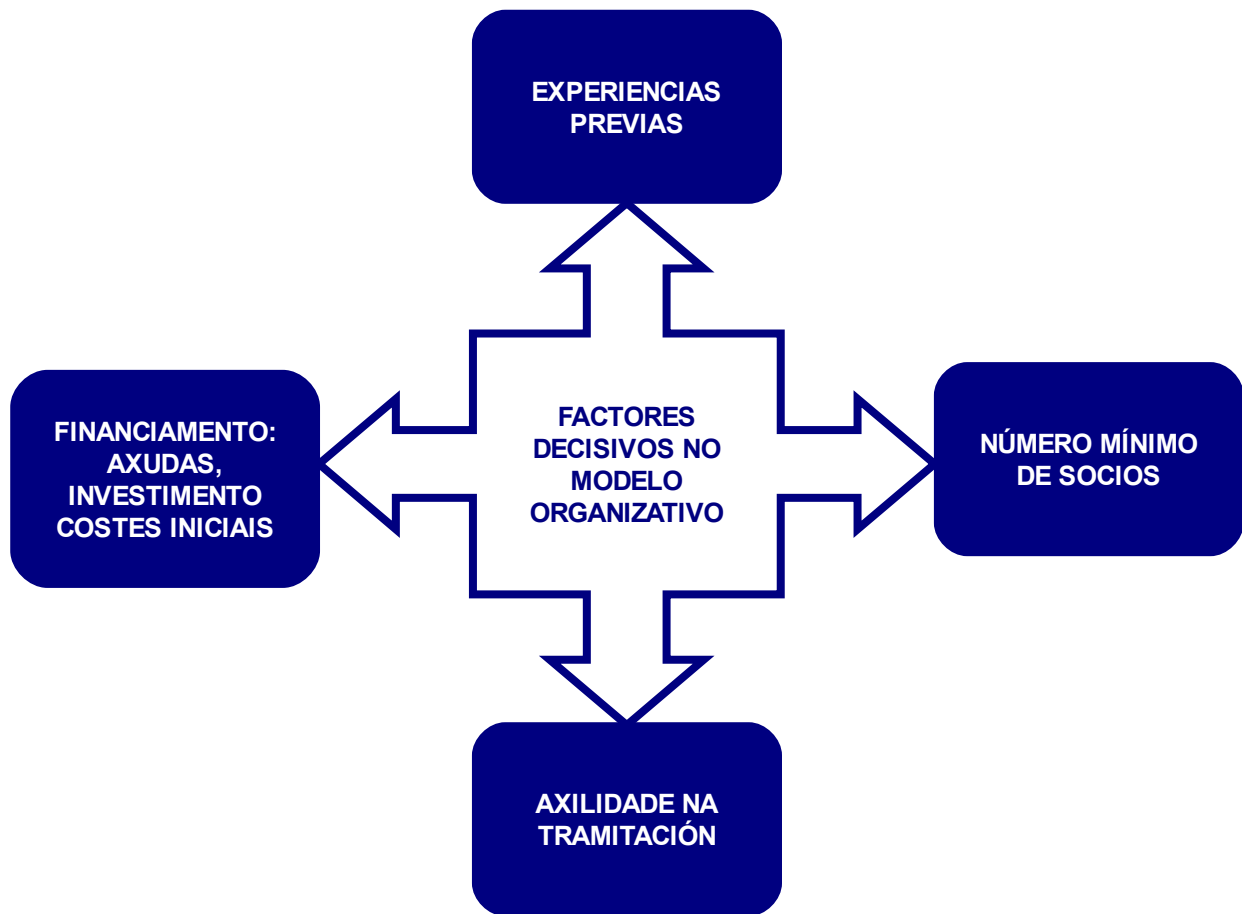 EXPERIENCIAS
PREVIAS
FINANCIAMENTO:
AXUDAS,
INVESTIMENTO
COSTES INICIAIS
FACTORES
DECISIVOS NO
MODELO
ORGANIZATIVO
NÚMERO MÍNIMO
DE SOCIOS
AXILIDADE NA
TRAMITACIÓN